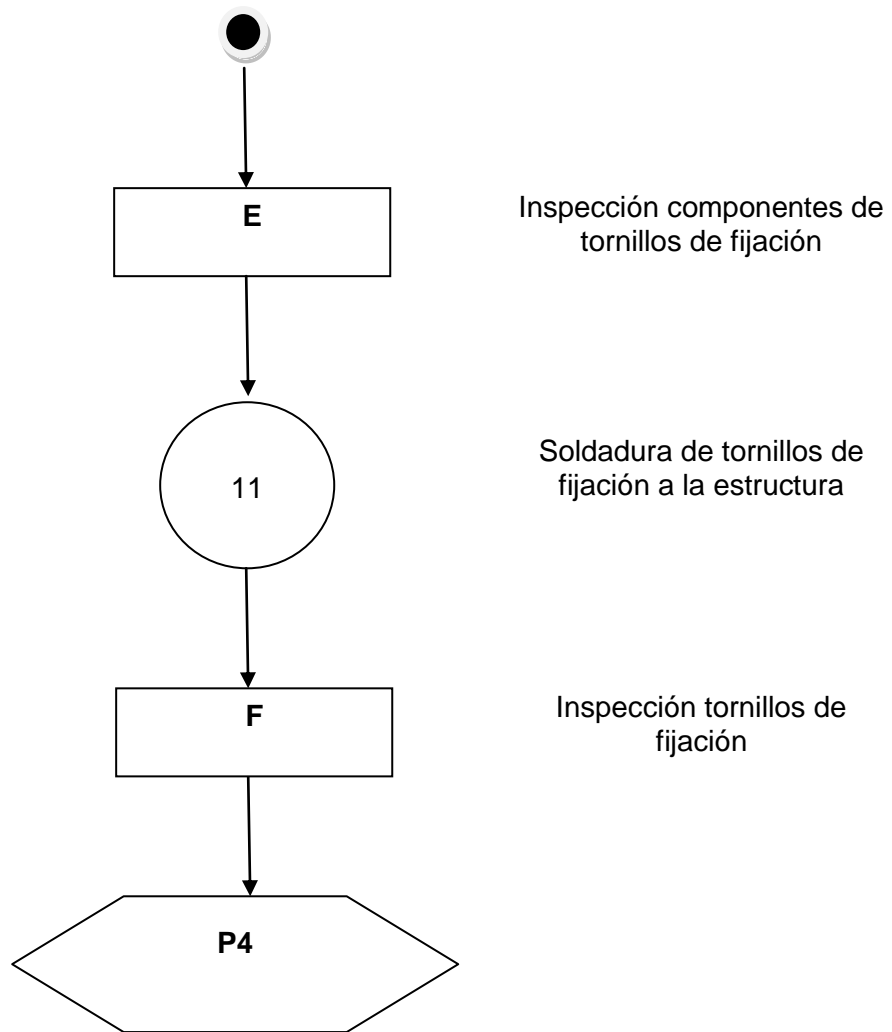 E
Inspección componentes de
tornillos de fijación
11
Soldadura de tornillos de
fijación a la estructura
F
Inspección tornillos de
fijación
P4